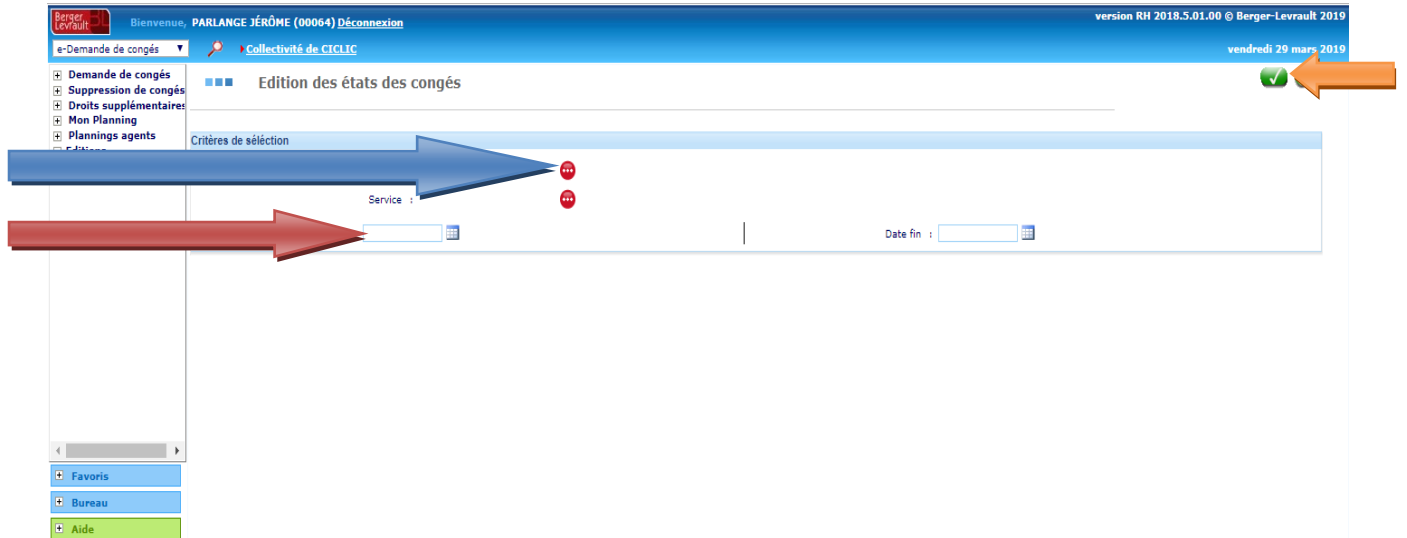 Berger Levrault BL
Bienvenue, PARLANGE JÉRÔME (00064) Déconnexion
version RH 2018.5.01.00 © Berger-Levrault 2019
e-Demande de congés
Collectivité de CICLIC
vendredi 29 mars 2019
Demande de congés
Suppression de congés
Droits supplémentaires
Mon Planning
Plannings agents
Editions
Edition des états des congés
Critères de séléction
Service :
Date fin :
Favoris
Bureau
Aide